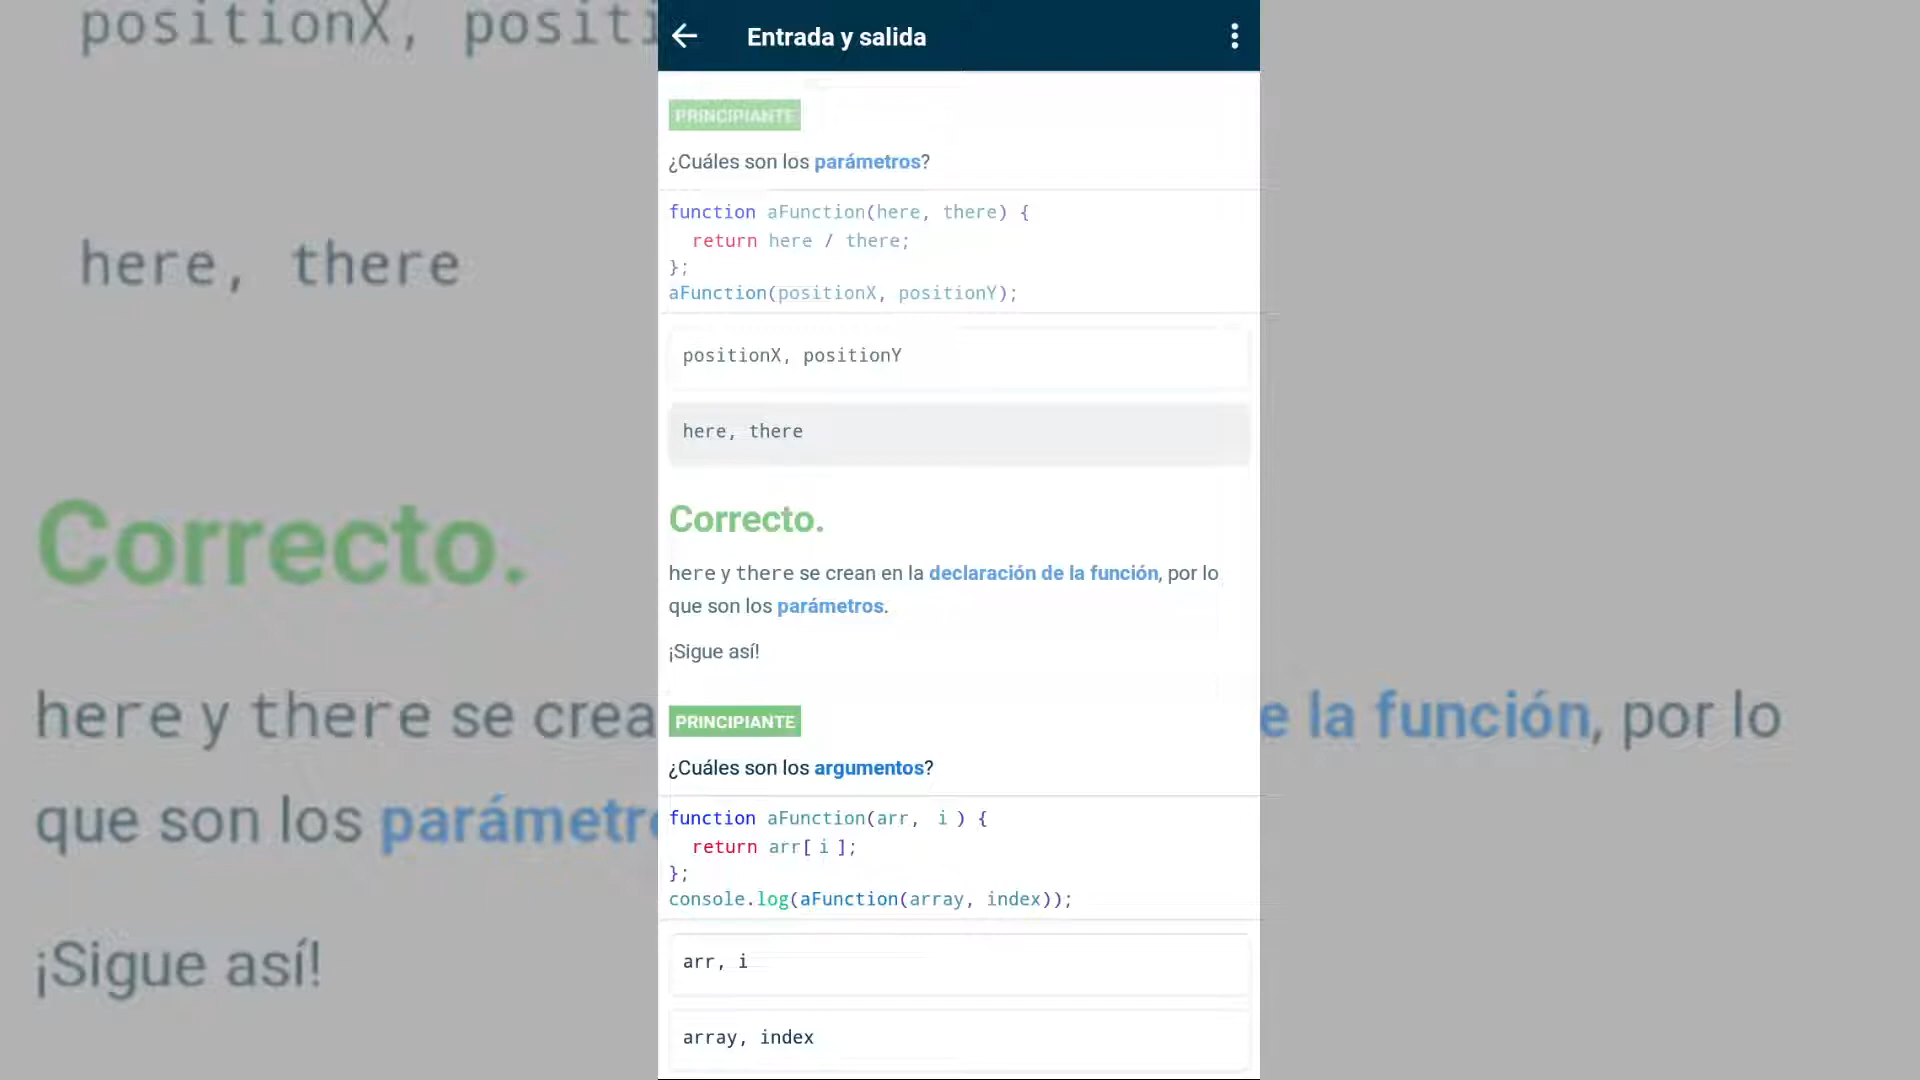 Entrada y salida
PRINCIPIANTE
¿Cuáles son los parámetros?
function aFunction(here, there) {
  return here / there;
};
aFunction(positionX, positionY);
positionX, positionY
here, there
Correcto.
here y there se crean en la declaración de la función, por lo
que son los parámetros.
¡Sigue así!
PRINCIPIANTE
¿Cuáles son los argumentos?
function aFunction(arr, i ) {
  return arr[ i ];
};
console.log(aFunction(array, index));
arr, i
array, index
positionX, positi
here, there
Correcto.
here y there se crea
e la función, por lo
que son los parámetro
¡Sigue así!